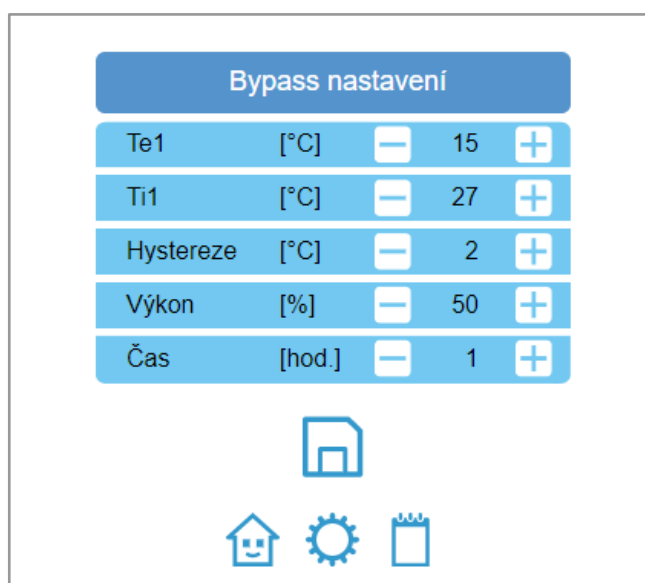 Bypass nastavení
Te1 [°C] 15
Ti1 [°C] 27
Hystereze [°C] 2
Výkon [%] 50
Čas [hod.] 1